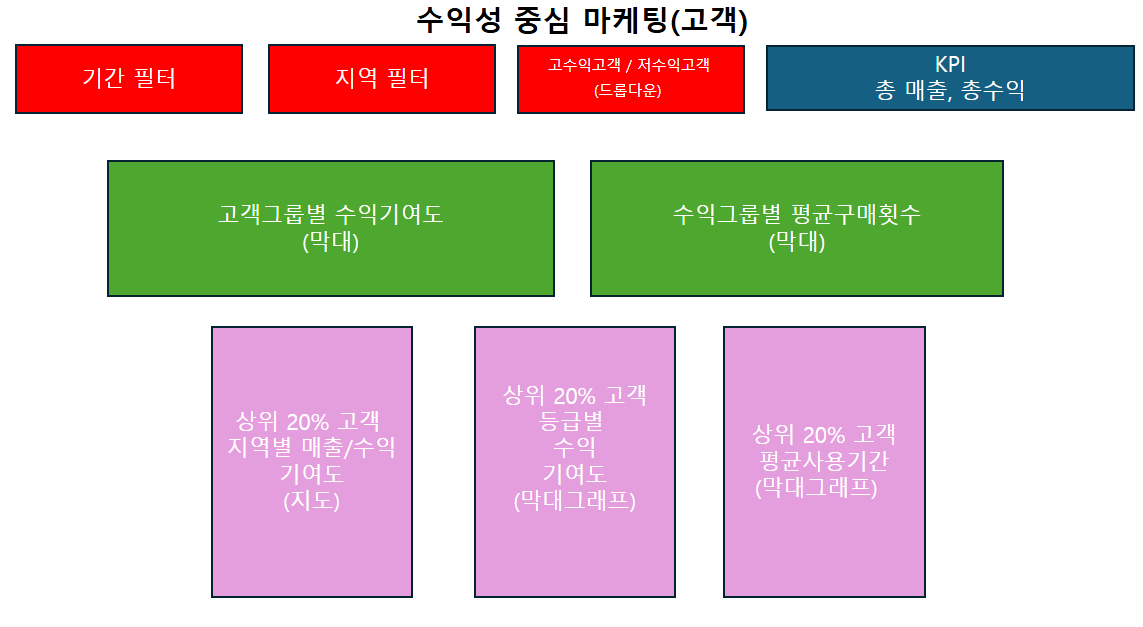 수익성 중심 마케팅(고객)
기간 필터
지역 필터
고수익고객 / 저수익고객
(드롭다운)
KPI
총 매출, 총수익
고객그룹별 수익기여도
(막대)
수익그룹별 평균구매횟수
(막대)
상위 20% 고객
지역별 매출/수익
기여도
(지도)
상위 20% 고객
등급별
수익
기여도
(막대그래프)
상위 20% 고객
평균사용기간
(막대그래프)